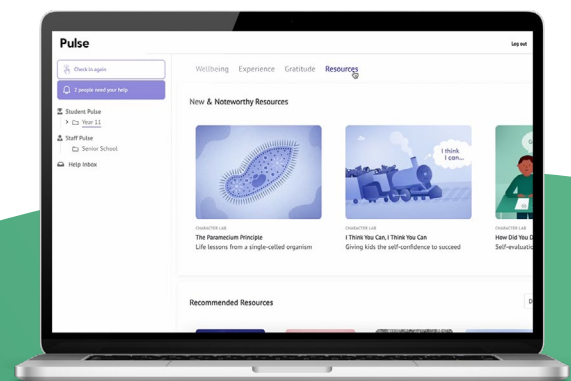 Pulse
Log out
Check in again
2 people need your help
Student Pulse
Year 11
Staff Pulse
Senior School
Help Inbox
Wellbeing Experience Gratitude Resources
New & Noteworthy Resources
I think
I can...
CHARACTER LAB
The Paramecium Principle
Life lessons from a single-celled organism
CHARACTER LAB
I Think You Can, I Think You Can
Giving kids the self-confidence to succeed
CHARACTER LAB
How Did You D
Self-evaluatio
Recommended Resources
D